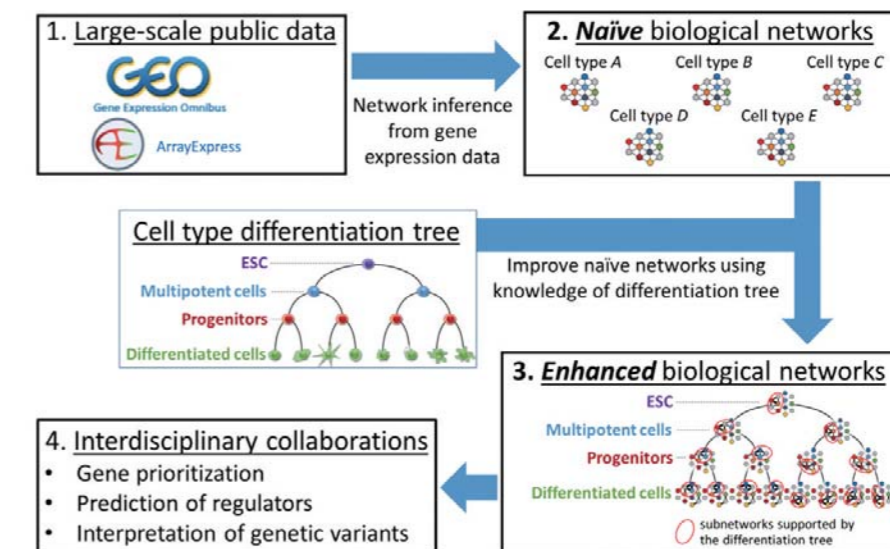 1. Large-scale public data
GEO
Gene Expression Omnibus
AE
ArrayExpress
Network inference
from gene
expression data
2. Naïve biological networks
Cell type A
Cell type B
Cell type C
Cell type D
Cell type E
Cell type differentiation tree
ESC
Multipotent cells
Progenitors
Differentiated cells
Improve naïve networks using
knowledge of differentiation tree
3. Enhanced biological networks
ESC
Multipotent cells
Progenitors
Differentiated cells
subnetworks supported by
the differentiation tree
4. Interdisciplinary collaborations
• Gene prioritization
• Prediction of regulators
• Interpretation of genetic variants